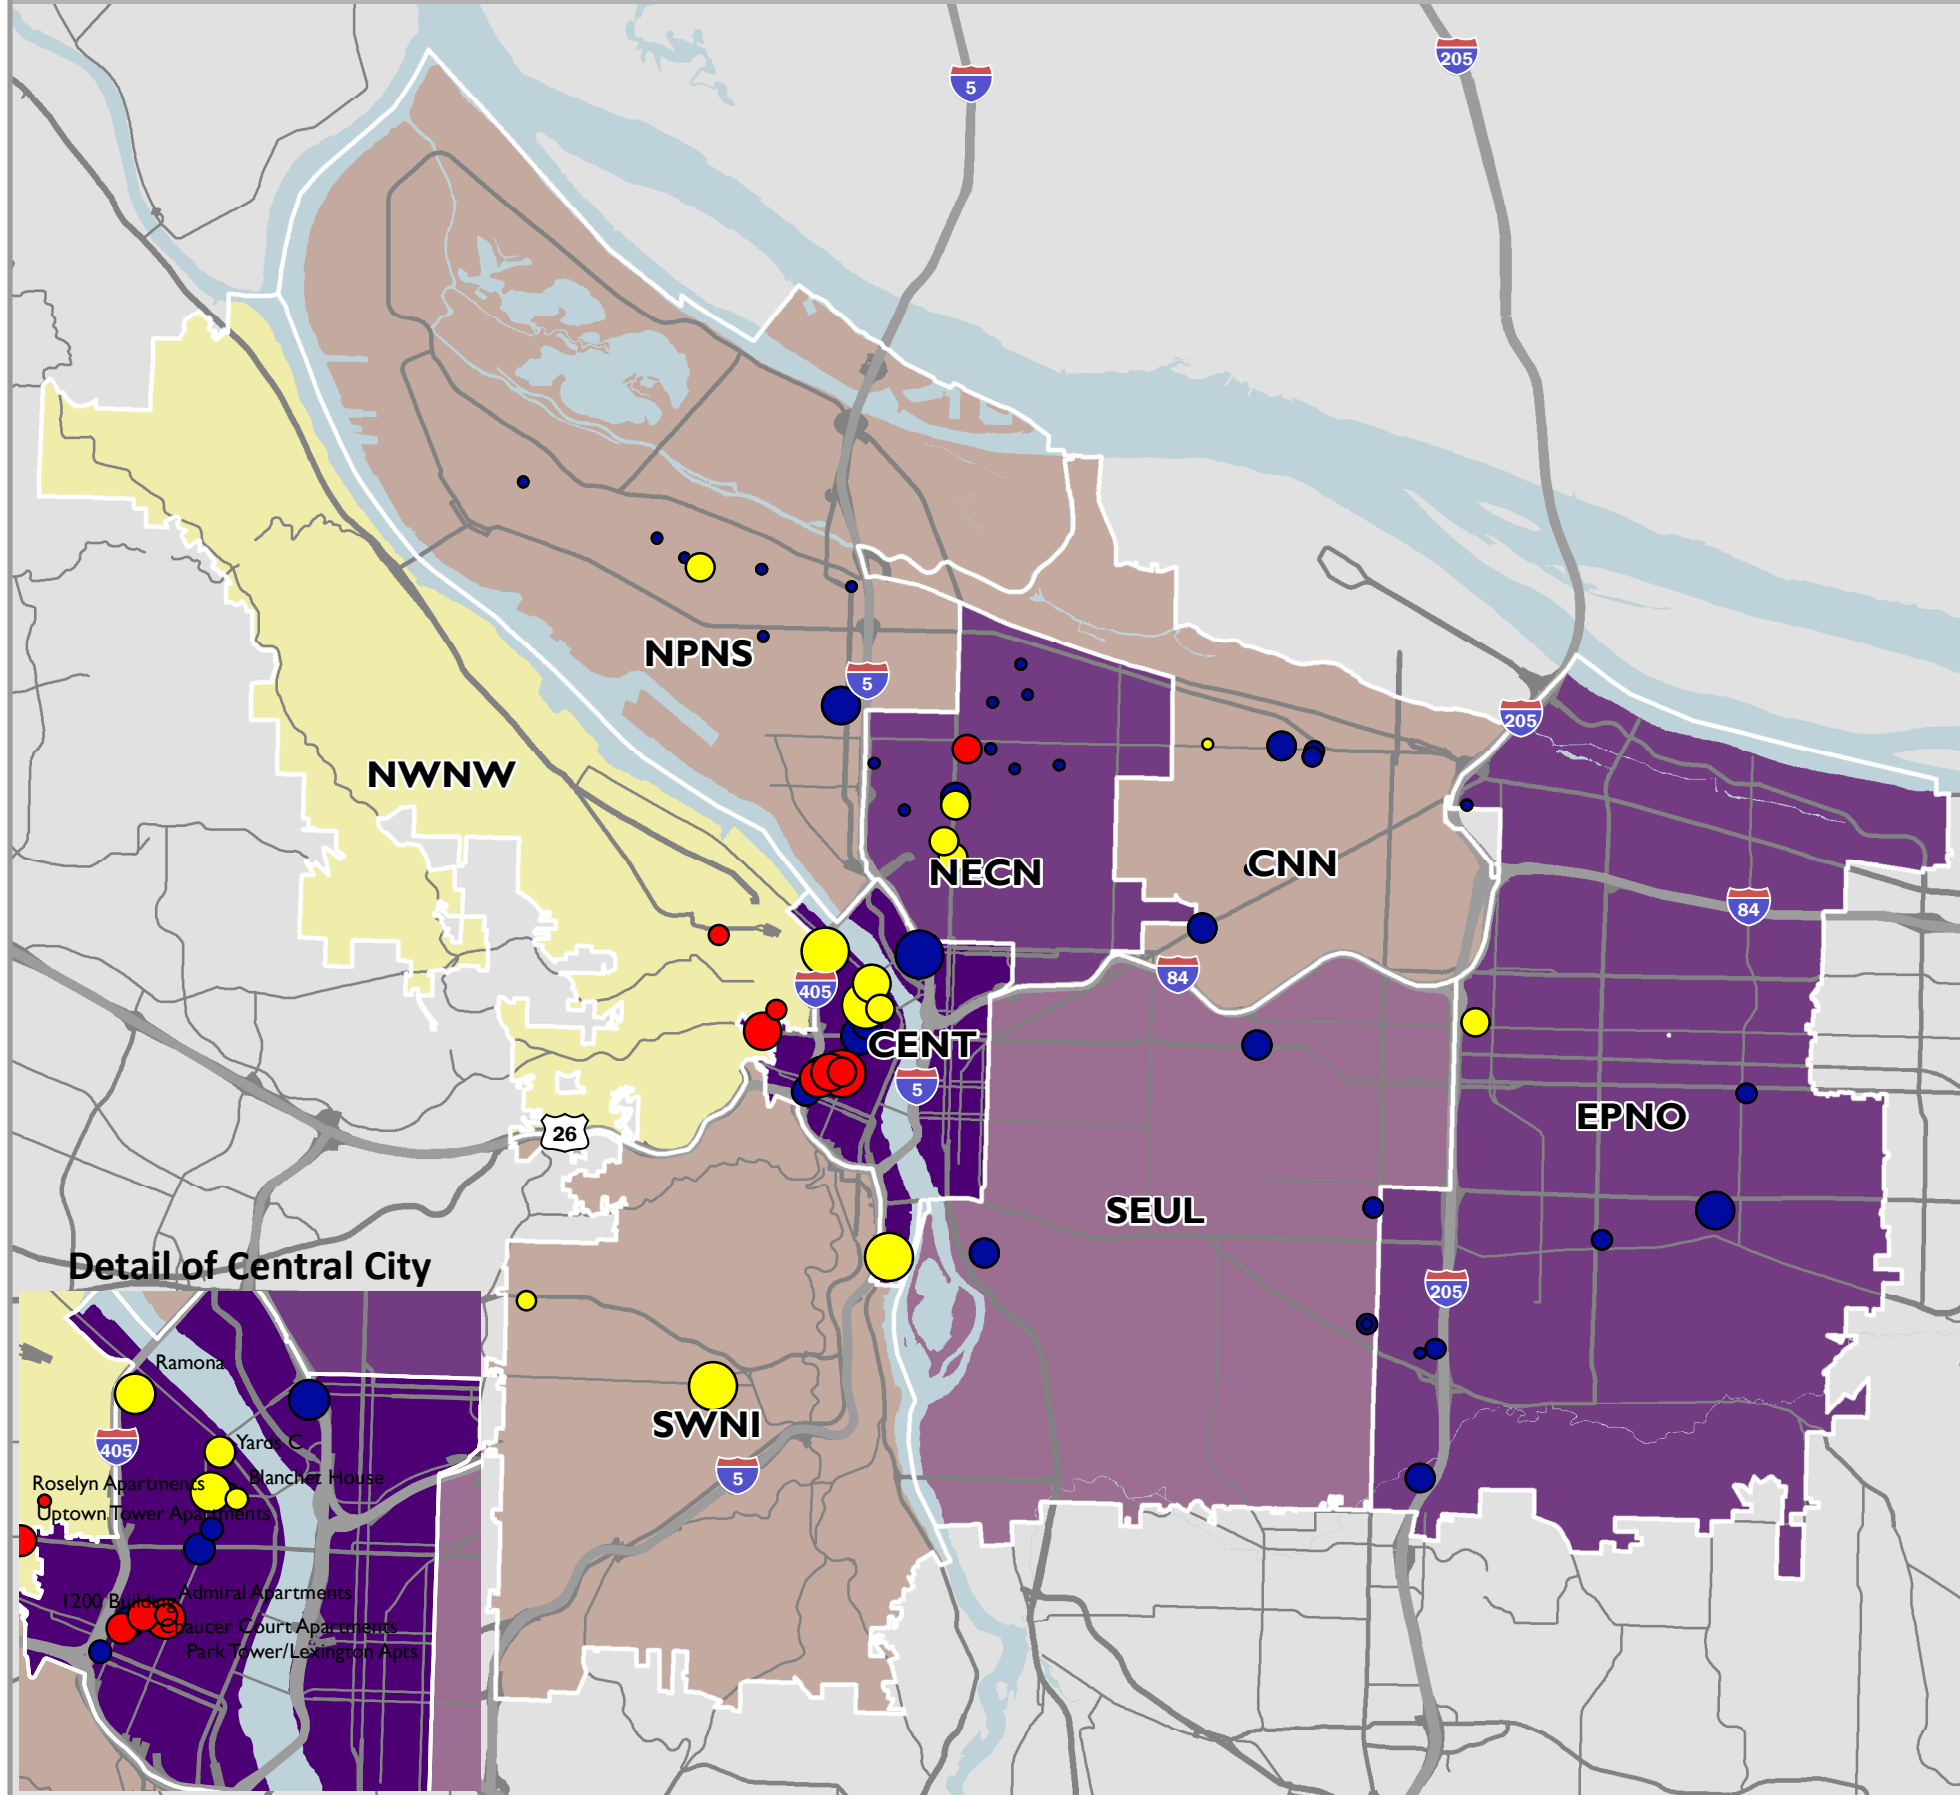 5
205
NPNS
5
205
NWNW
CNN
NECN
84
84
405
CENT
5
EPNO
26
SEUL
Detail of Central City
205
SWNI
5
Ramona
405
Yards C
Blanchet House
Roselyn Apartments
Uptown Tower Apartments
Admiral Apartments
1200 Building
Chaucer Court Apartments
Park Tower/Lexington Apts